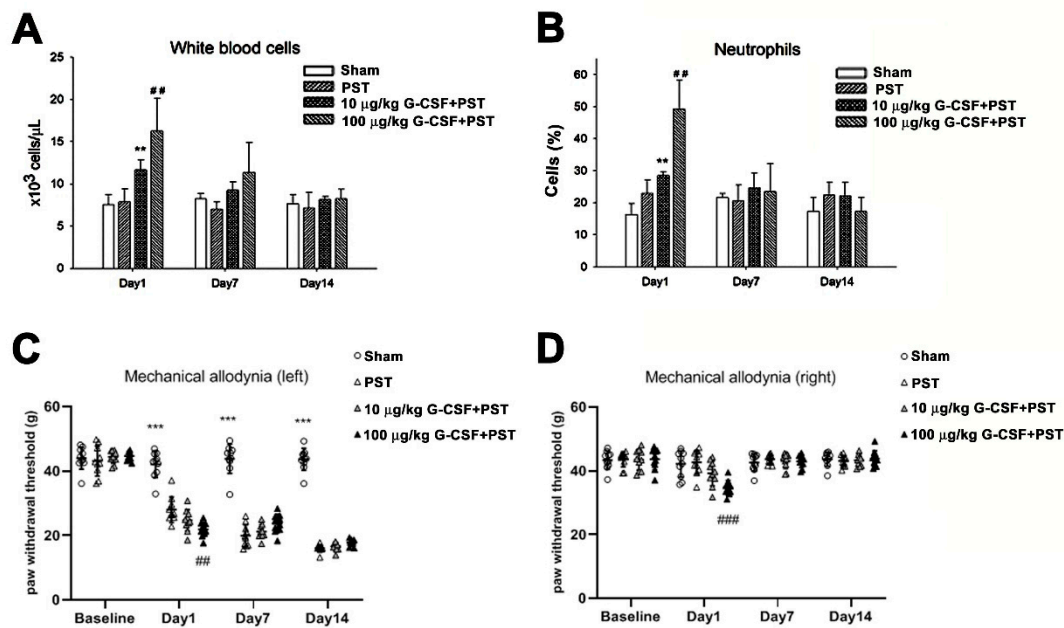 A
White blood cells
x10³ cells/µL
25
20
15
10
5
0
**
##
Day1
Day7
Day14
Sham
PST
10 µg/kg G-CSF+PST
100 µg/kg G-CSF+PST
B
Neutrophils
Cells (%)
60
50
40
30
20
10
0
**
##
Day1
Day7
Day14
Sham
PST
10 µg/kg G-CSF+PST
100 µg/kg G-CSF+PST
C
Mechanical allodynia (left)
paw withdrawal threshold (g)
60
40
20
0
***
***
***
##
Baseline
Day1
Day7
Day14
Sham
PST
10 µg/kg G-CSF+PST
100 µg/kg G-CSF+PST
D
Mechanical allodynia (right)
paw withdrawal threshold (g)
60
40
20
0
###
Baseline
Day1
Day7
Day14
Sham
PST
10 µg/kg G-CSF+PST
100 µg/kg G-CSF+PST